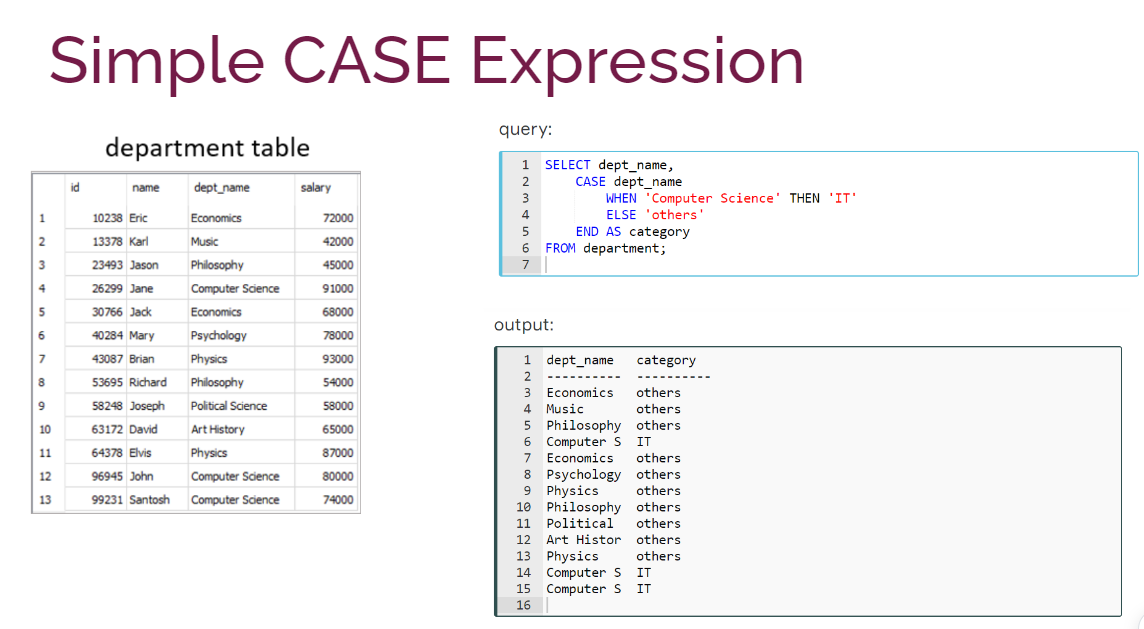 Simple CASE Expression
department table
id name dept_name salary
1 10238 Eric Economics 72000
2 13378 Karl Music 42000
3 23493 Jason Philosophy 45000
4 26299 Jane Computer Science 91000
5 30766 Jack Economics 68000
6 40284 Mary Psychology 78000
7 43087 Brian Physics 93000
8 53695 Richard Philosophy 54000
9 58248 Joseph Political Science 58000
10 63172 David Art History 65000
11 64378 Elvis Physics 87000
12 96945 John Computer Science 80000
13 99231 Santosh Computer Science 74000
query:
1 SELECT dept_name,
2 CASE dept_name
3 WHEN 'Computer Science' THEN 'IT'
4 ELSE 'others'
5 END AS category
6 FROM department;
7
output:
1 dept_name category
2 ---------- ----------
3 Economics others
4 Music others
5 Philosophy others
6 Computer S IT
7 Economics others
8 Psychology others
9 Physics others
10 Philosophy others
11 Political others
12 Art Histor others
13 Physics others
14 Computer S IT
15 Computer S IT
16